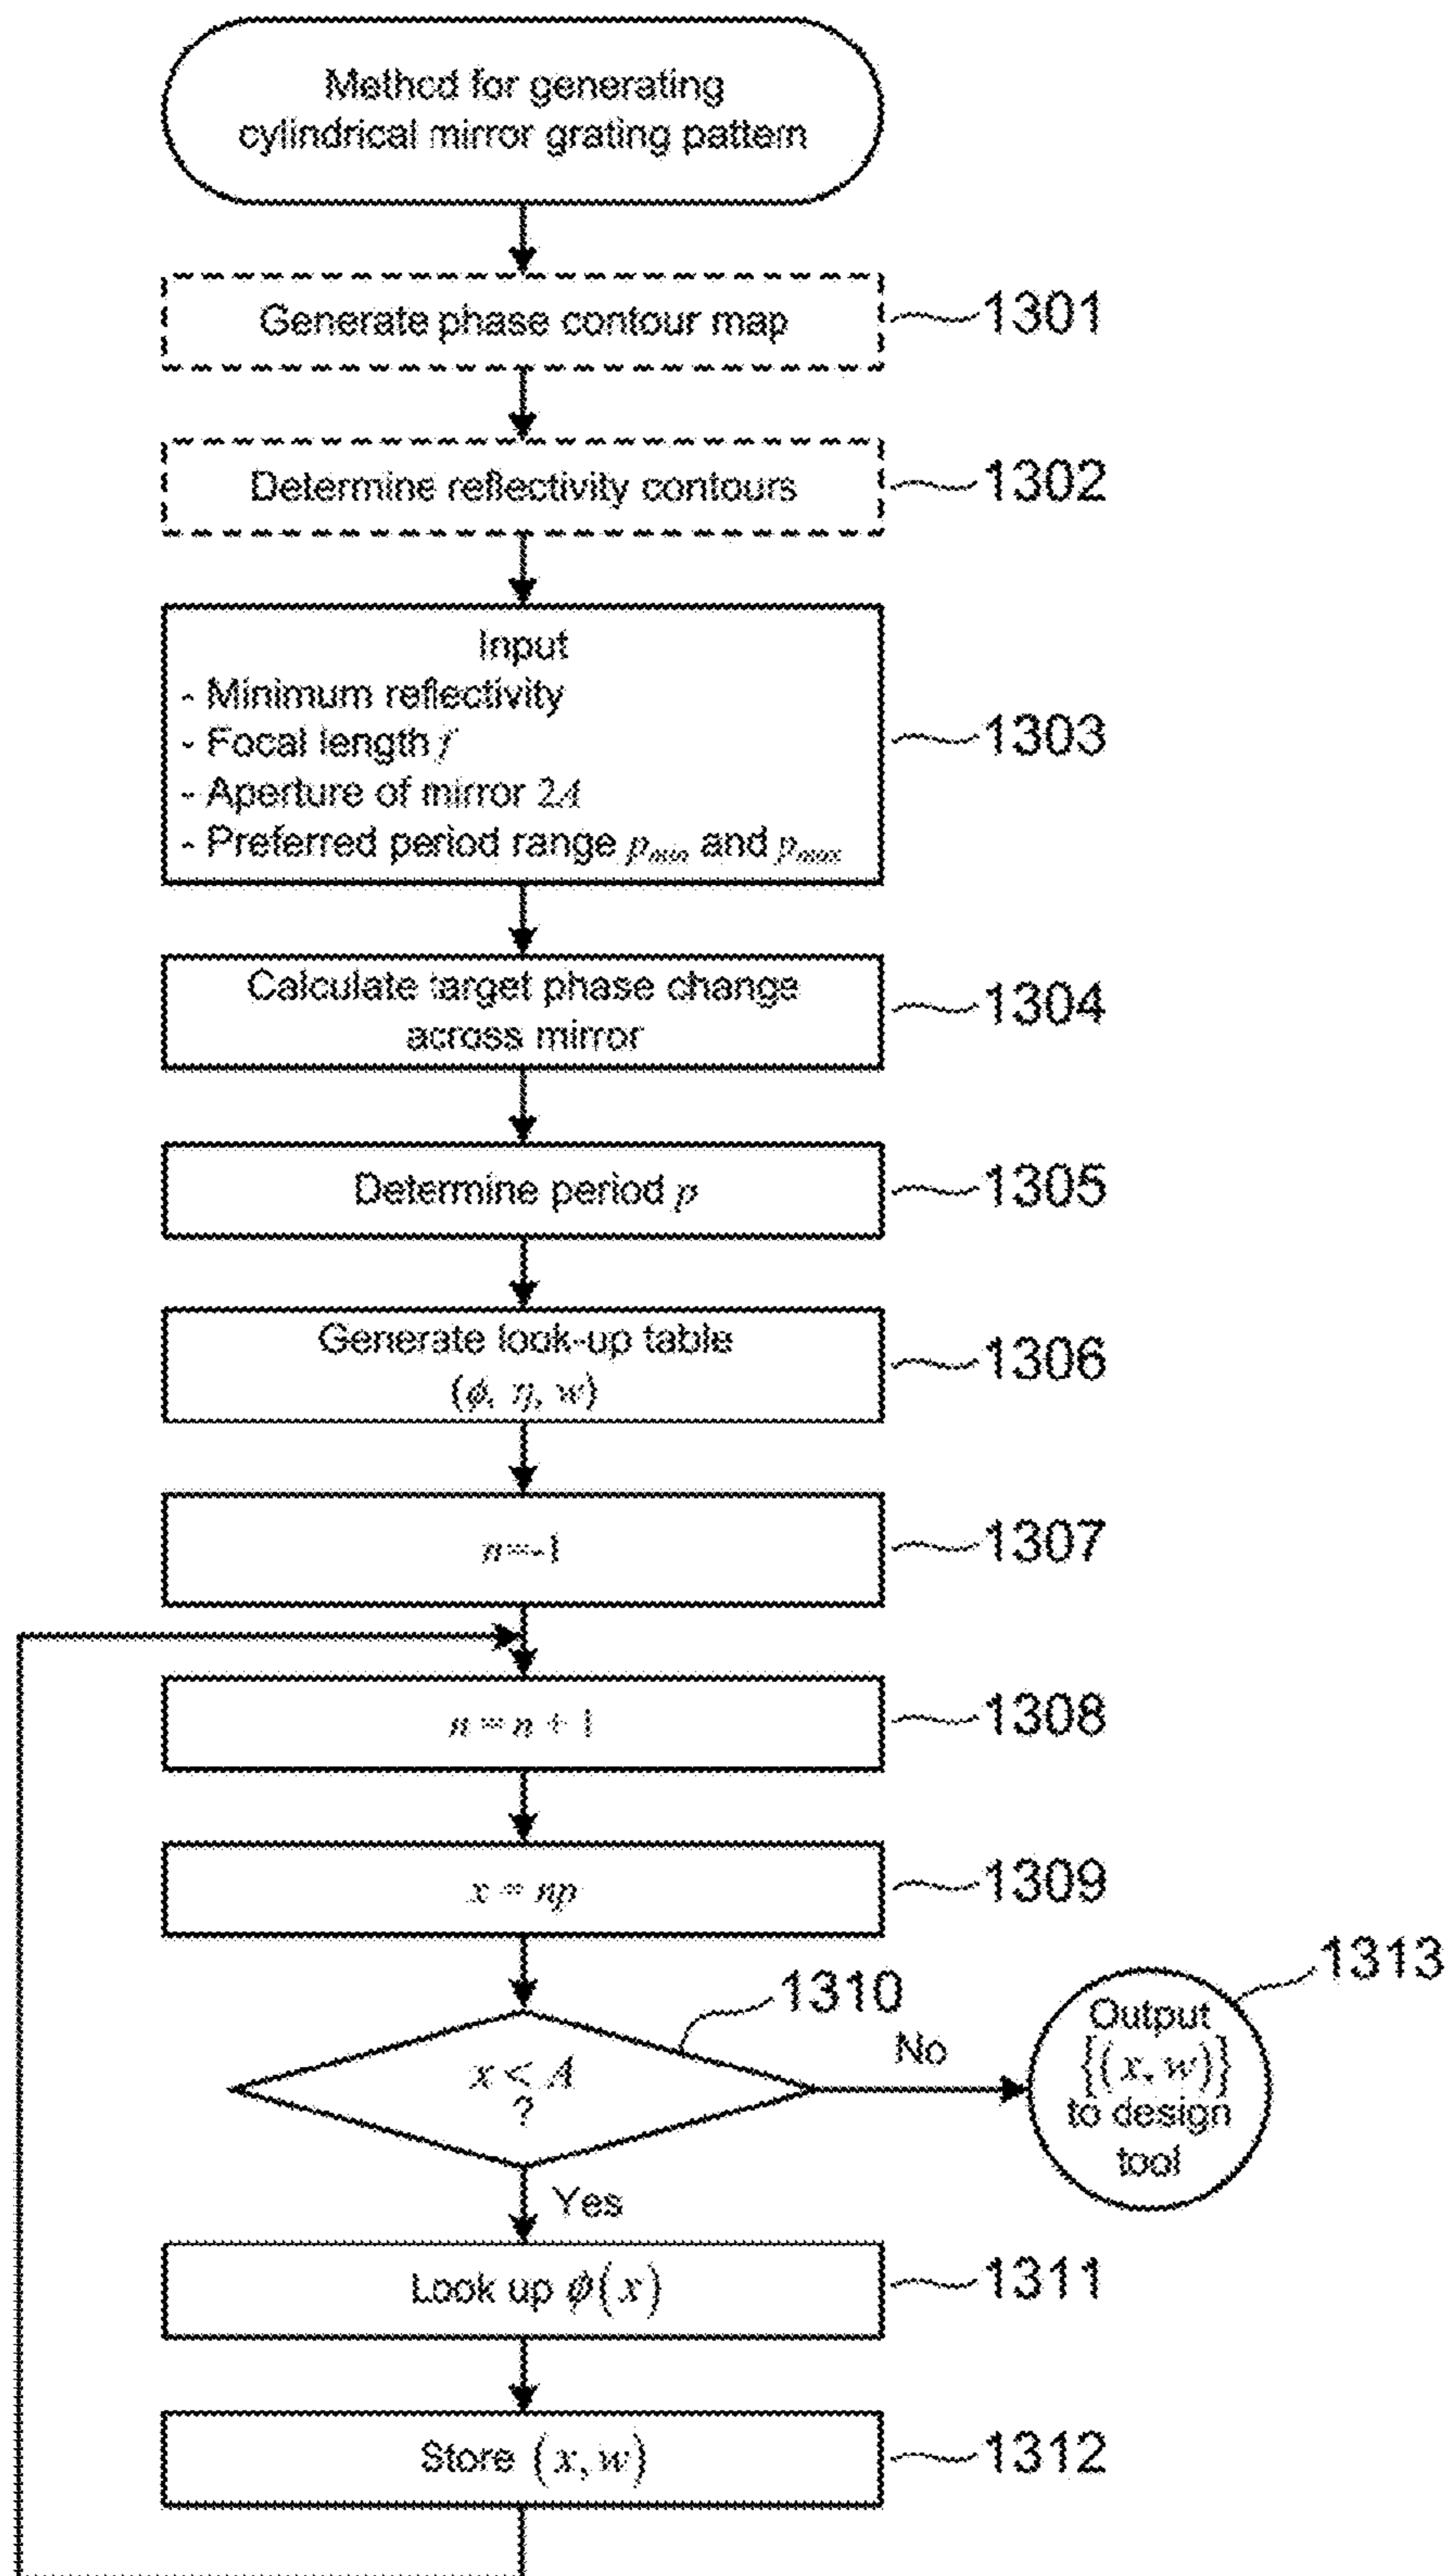 Method for generating
cylindrical mirror grating pattern
Generate phase contour map
1301
Determine reflectivity contours
1302
Input
- Minimum reflectivity
- Focal length f
- Aperture of mirror 2A
- Preferred period range p_min and p_max
1303
Calculate target phase change
across mirror
1304
Determine period p
1305
Generate look-up table
(ϕ, η, w)
1306
n=-1
1307
n = n + 1
1308
x = np
1309
1310
x < A
?
No
1313
Output
{(x, w)}
to design
tool
Yes
Look up ϕ(x)
1311
Store (x, w)
1312